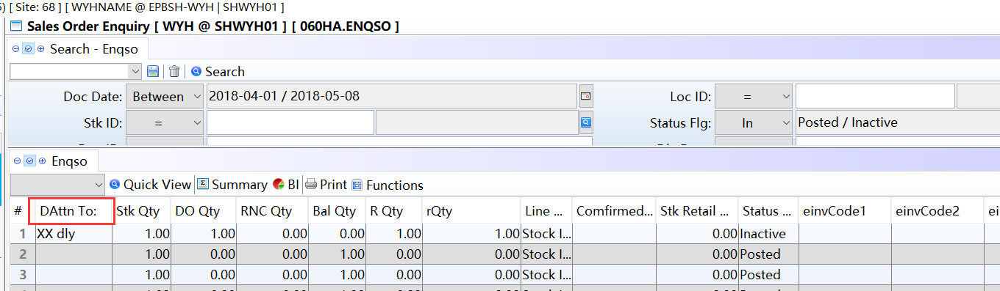 ) [ Site: 68 ] [ WYHNAME @ EPBSH-WYH | SHWYH01 ]
Sales Order Enquiry [ WYH @ SHWYH01 ] [ 060HA.ENQSO ]
Search - Enqso
Search
Doc Date: Between 2018-04-01 / 2018-05-08 Loc ID: =
Stk ID: = Status Flg: In Posted / Inactive
Enqso
Quick View Summary BI Print Functions
# DAttn To: Stk Qty DO Qty RNC Qty Bal Qty R Qty rQty Line ... Comfirmed... Stk Retail ... Status ... einvCode1 einvCode2 ei
1 XX dly 1.00 1.00 0.00 0.00 1.00 1.00 Stock I... 0.00 Inactive
2 1.00 0.00 0.00 1.00 0.00 0.00 Stock I... 0.00 Posted
3 1.00 0.00 0.00 1.00 0.00 0.00 Stock I... 0.00 Posted